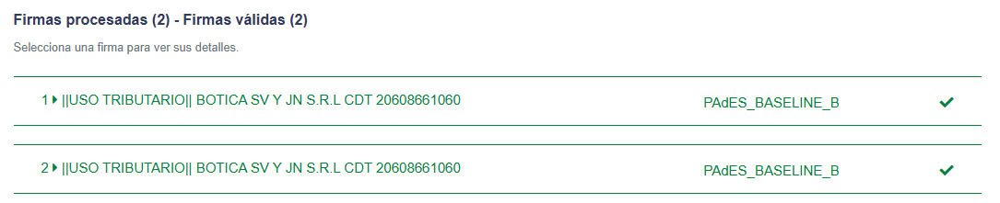 Firmas procesadas (2) - Firmas válidas (2)
Selecciona una firma para ver sus detalles.
1 ||USO TRIBUTARIO|| BOTICA SV Y JN S.R.L CDT 20608661060 PAdES_BASELINE_B
2 ||USO TRIBUTARIO|| BOTICA SV Y JN S.R.L CDT 20608661060 PAdES_BASELINE_B